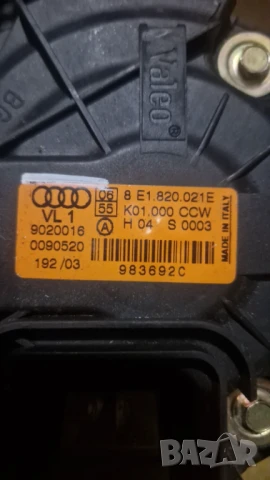 Valeo
06
55
A
8 E1.820.021E
K01.000 CCW
H 04 S 0003
VL 1
9020016
0090520
192/03
983692C
MADE IN ITALY
bazar